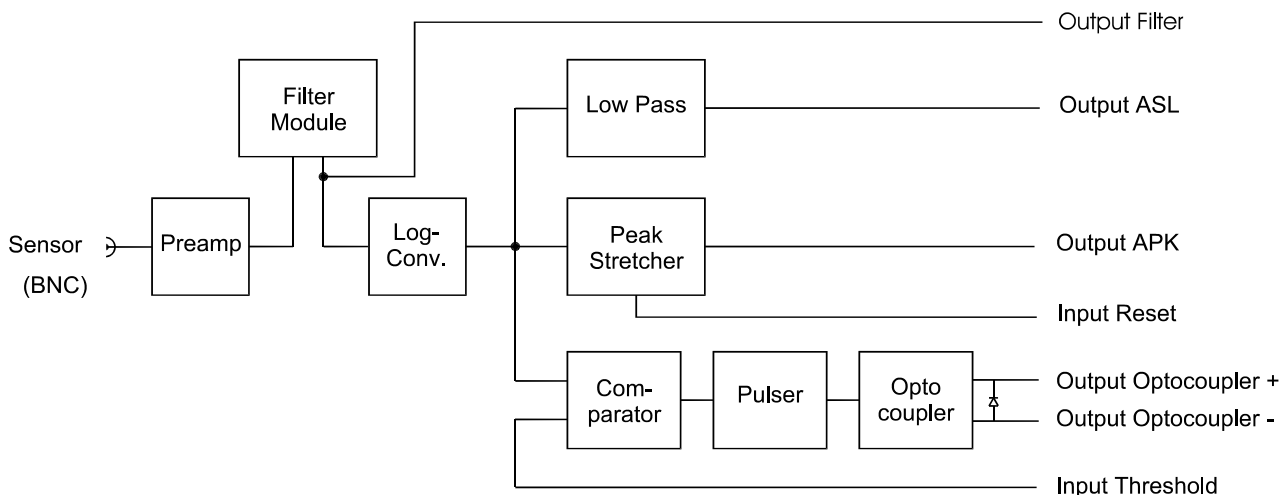 Output Filter
Filter
Module
Low Pass
Output ASL
Sensor
(BNC)
Preamp
Log-
Conv.
Peak
Stretcher
Output APK
Input Reset
Com-
parator
Pulser
Opto
coupler
Output Optocoupler +
Output Optocoupler -
Input Threshold